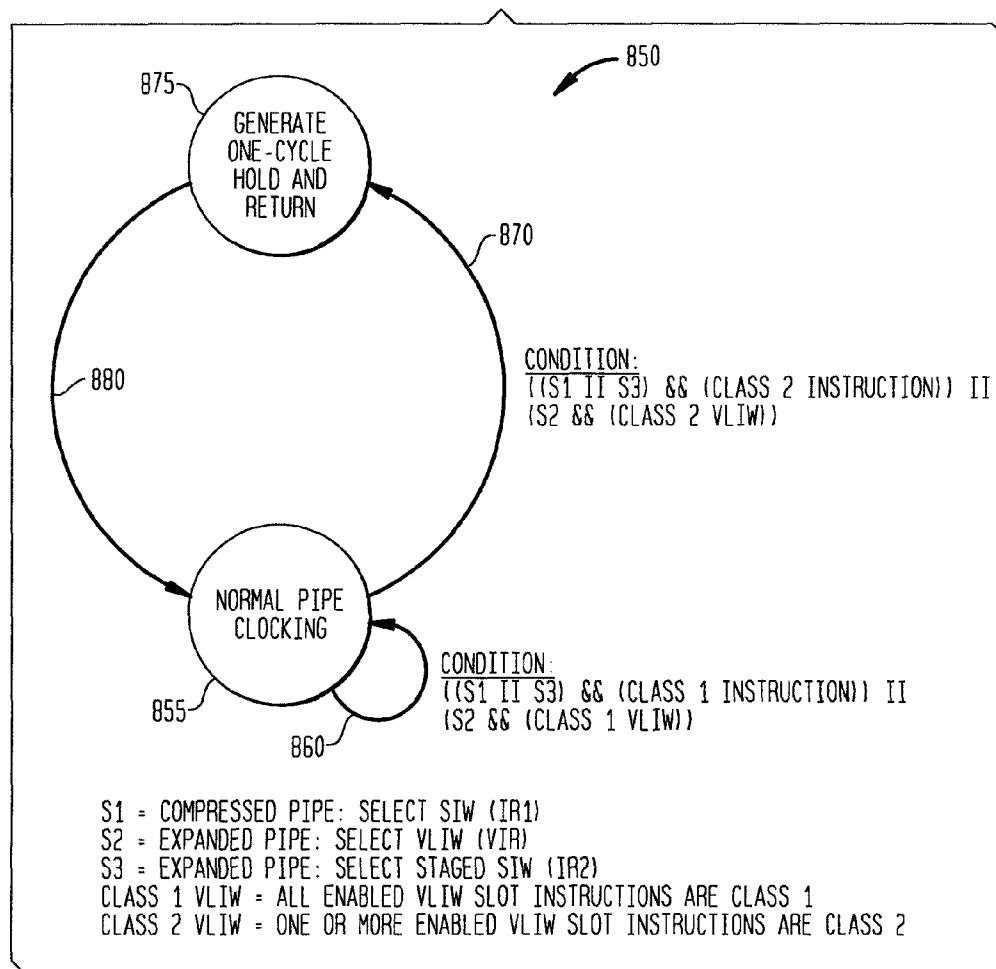 850
875
GENERATE
ONE-CYCLE
HOLD AND
RETURN
870
880
CONDITION:
((S1 II S3) && (CLASS 2 INSTRUCTION)) II
(S2 && (CLASS 2 VLIW))
NORMAL PIPE
CLOCKING
CONDITION:
((S1 II S3) && (CLASS 1 INSTRUCTION)) II
(S2 && (CLASS 1 VLIW))
855
860
S1 = COMPRESSED PIPE: SELECT SIW (IR1)
S2 = EXPANDED PIPE: SELECT VLIW (VIR)
S3 = EXPANDED PIPE: SELECT STAGED SIW (IR2)
CLASS 1 VLIW = ALL ENABLED VLIW SLOT INSTRUCTIONS ARE CLASS 1
CLASS 2 VLIW = ONE OR MORE ENABLED VLIW SLOT INSTRUCTIONS ARE CLASS 2